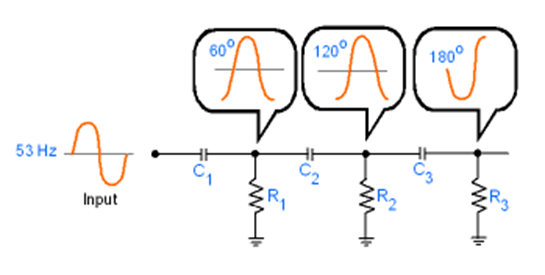 60°
120°
180°
53 Hz
Input
C₁
C₂
C₃
R₁
R₂
R₃